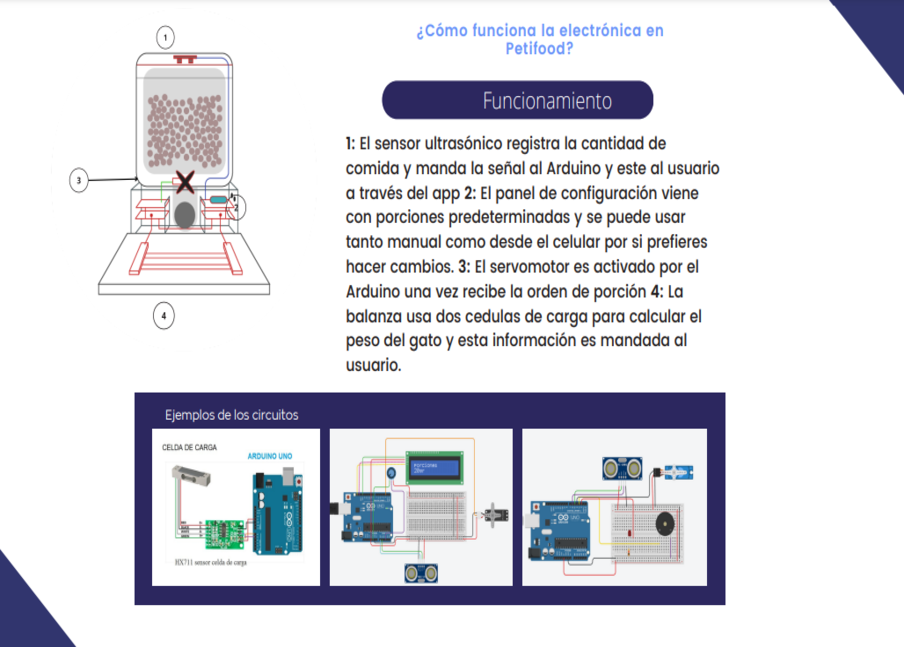 ¿Cómo funciona la electrónica en
Petifood?
Funcionamiento
1: El sensor ultrasónico registra la cantidad de
comida y manda la señal al Arduino y este al usuario
a través del app 2: El panel de configuración viene
con porciones predeterminadas y se puede usar
tanto manual como desde el celular por si prefieres
hacer cambios. 3: El servomotor es activado por el
Arduino una vez recibe la orden de porción 4: La
balanza usa dos cedulas de carga para calcular el
peso del gato y esta información es mandada al
usuario.
1
3
2
4
Ejemplos de los circuitos
CELDA DE CARGA
ARDUINO UNO
HX711 sensor celda de carga